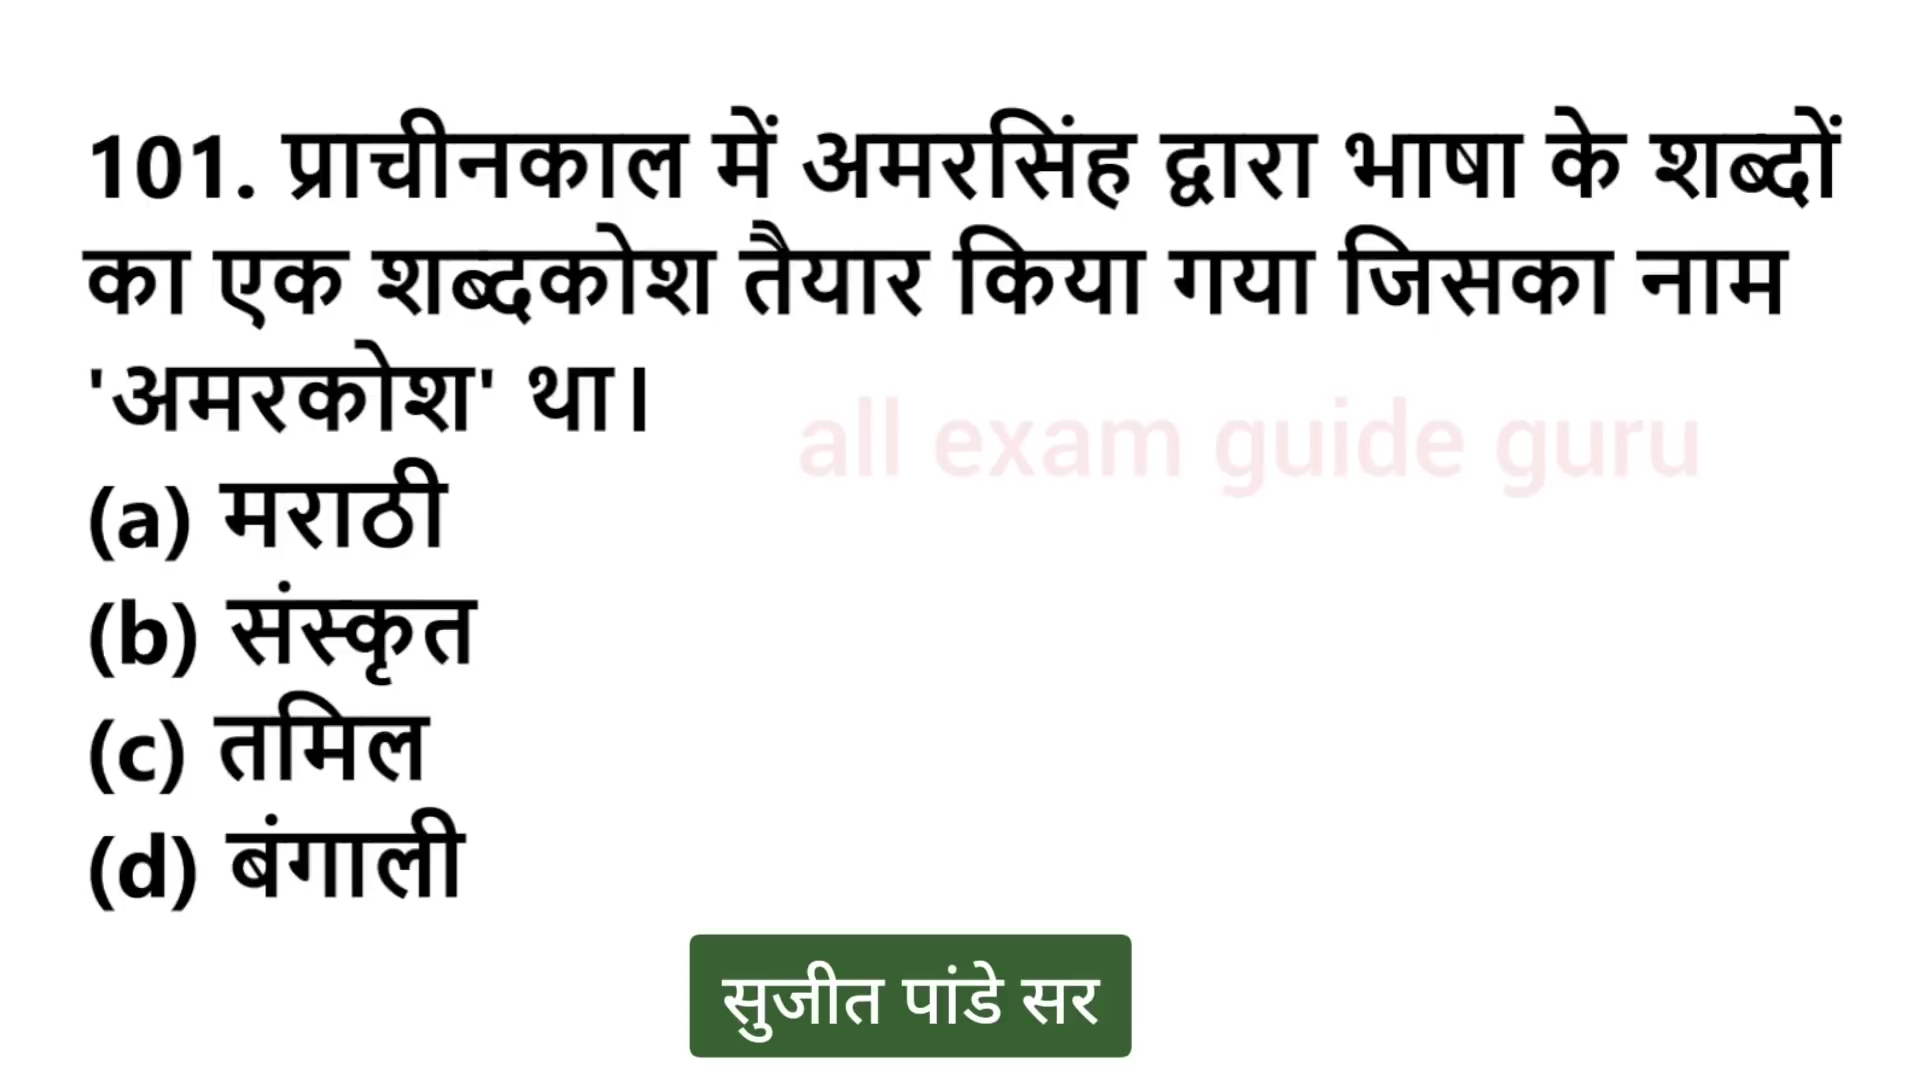 101. प्राचीनकाल में अमरसिंह द्वारा भाषा के शब्दों
का एक शब्दकोश तैयार किया गया जिसका नाम
'अमरकोश' था।
all exam guide guru
(a) मराठी
(b) संस्कृत
(c) तमिल
(d) बंगाली
सुजीत पांडे सर